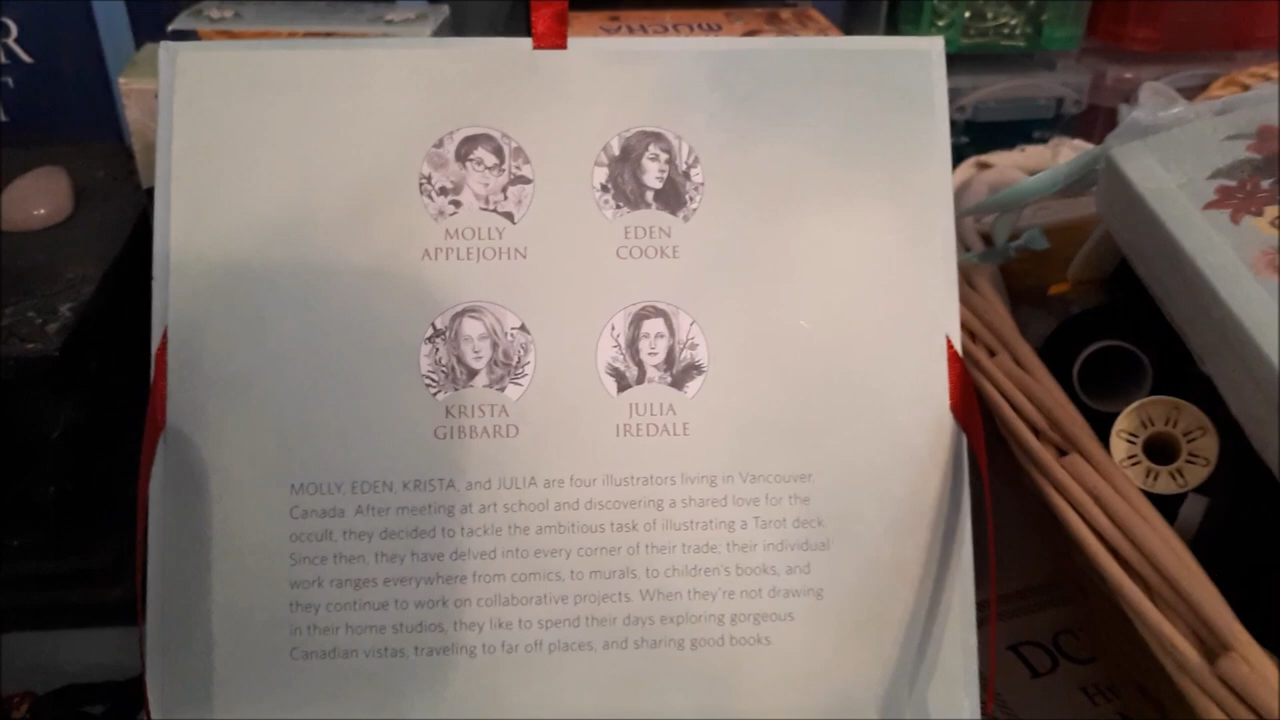 MUCHA
R
T
MOLLY
APPLEJOHN
EDEN
COOKE
KRISTA
GIBBARD
JULIA
IREDALE
MOLLY, EDEN, KRISTA, and JULIA are four illustrators living in Vancouver,
Canada. After meeting at art school and discovering a shared love for the
occult, they decided to tackle the ambitious task of illustrating a Tarot deck.
Since then, they have delved into every corner of their trade; their individual
work ranges everywhere from comics, to murals, to children's books, and
they continue to work on collaborative projects. When they're not drawing
in their home studios, they like to spend their days exploring gorgeous
Canadian vistas, traveling to far off places, and sharing good books.
DC